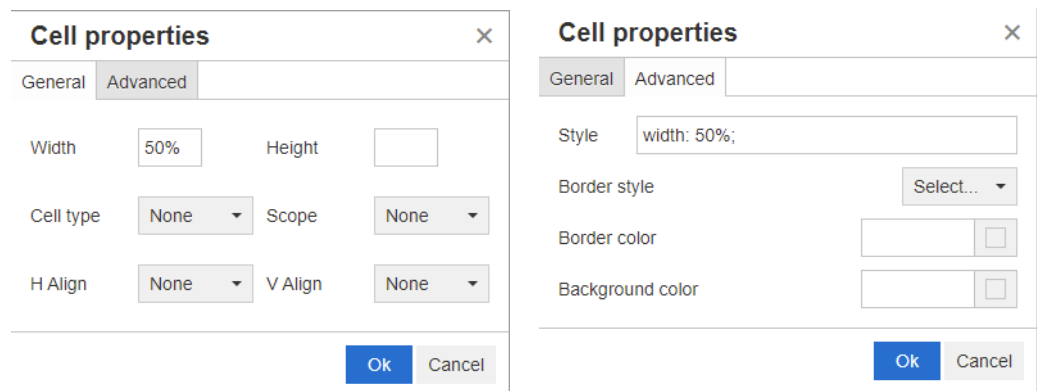 Cell properties ×
General Advanced
Width 50% Height
Cell type None Scope None
H Align None V Align None
Ok Cancel
Cell properties ×
General Advanced
Style width: 50%;
Border style Select...
Border color
Background color
Ok Cancel